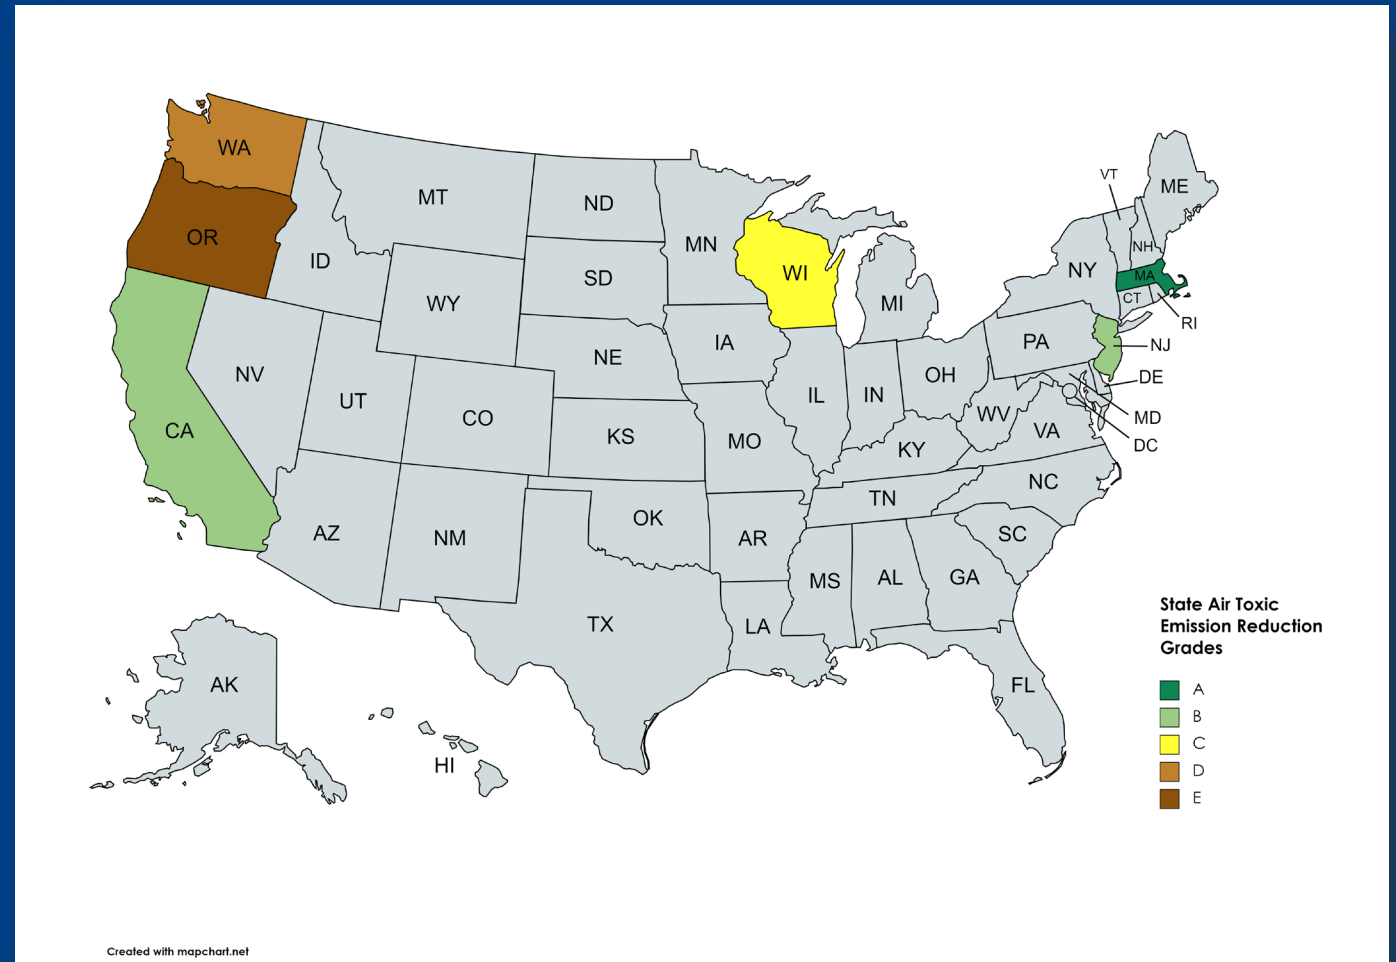 WA
MT
ND
MN
OR
ID
SD
WI
WY
MI
VT
ME
NH
NY
MA
CT
RI
PA
NJ
DE
MD
DC
NV
UT
CO
NE
IA
IL
IN
OH
WV
VA
CA
KS
MO
KY
NC
TN
SC
AZ
NM
OK
AR
MS
AL
GA
TX
LA
FL
AK
HI
State Air Toxic
Emission Reduction
Grades
A
B
C
D
E
Created with mapchart.net